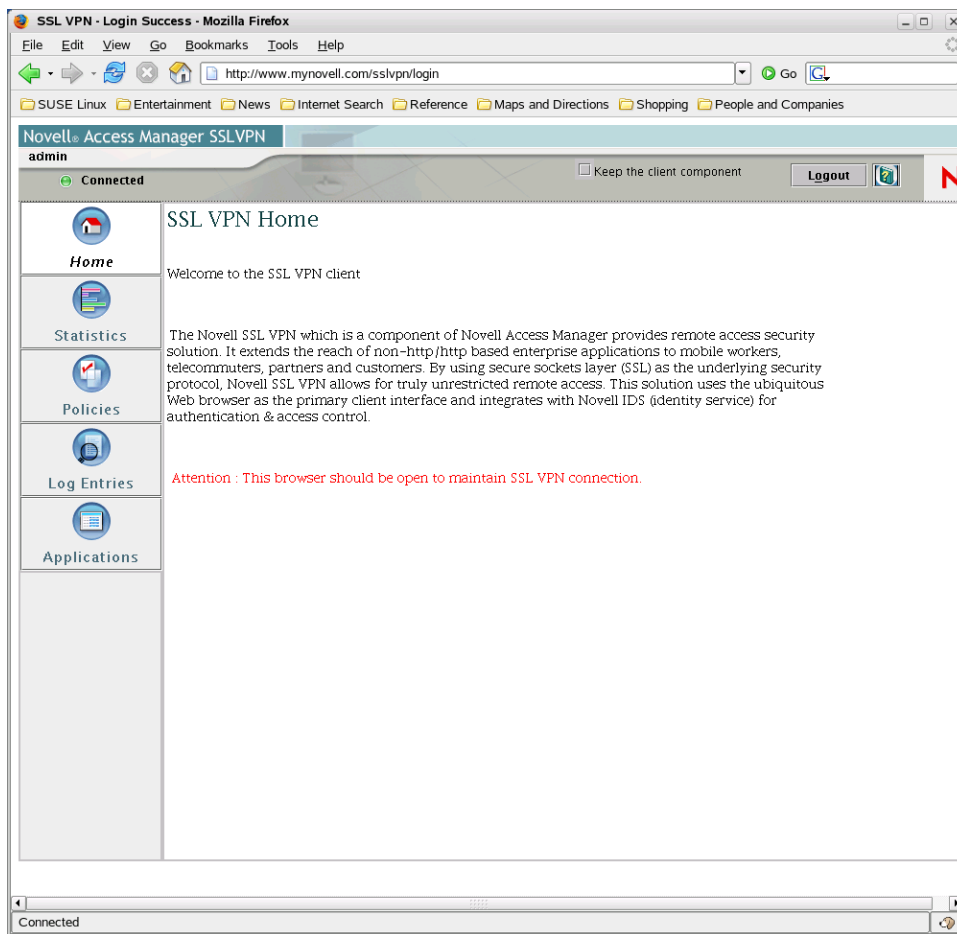 SSL VPN - Login Success - Mozilla Firefox
File Edit View Go Bookmarks Tools Help
http://www.mynovell.com/sslvpn/login Go G
SUSE Linux Entertainment News Internet Search Reference Maps and Directions Shopping People and Companies
Novell® Access Manager SSLVPN
admin
Connected
Keep the client component
Logout
N
Home
Statistics
Policies
Log Entries
Applications
SSL VPN Home
Welcome to the SSL VPN client
The Novell SSL VPN which is a component of Novell Access Manager provides remote access security
solution. It extends the reach of non-http/http based enterprise applications to mobile workers,
telecommuters, partners and customers. By using secure sockets layer (SSL) as the underlying security
protocol, Novell SSL VPN allows for truly unrestricted remote access. This solution uses the ubiquitous
Web browser as the primary client interface and integrates with Novell IDS (identity service) for
authentication & access control.
Attention : This browser should be open to maintain SSL VPN connection.
Connected